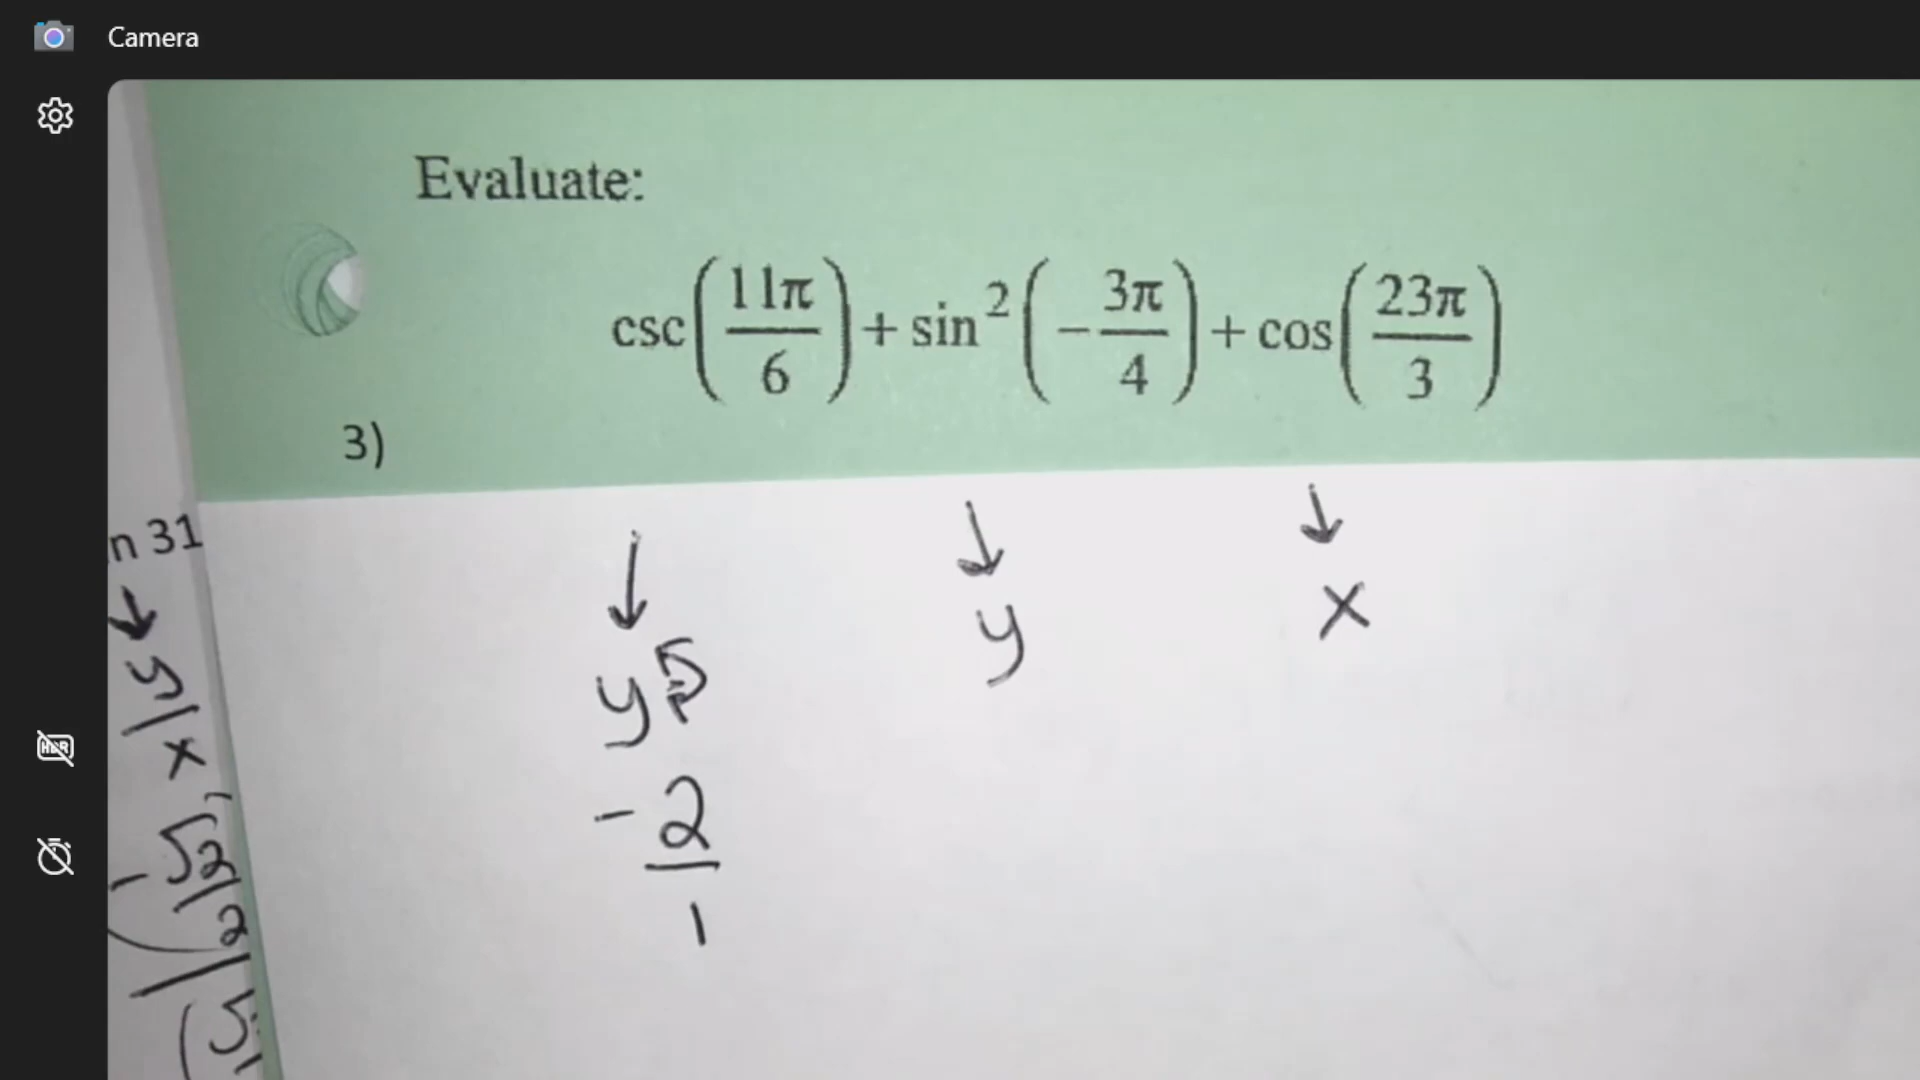 Camera
Evaluate:
csc(11π/6) + sin²(−3π/4) + cos(23π/3)
3)
n 31
↓ ↓ ↓
y y x
-2
1